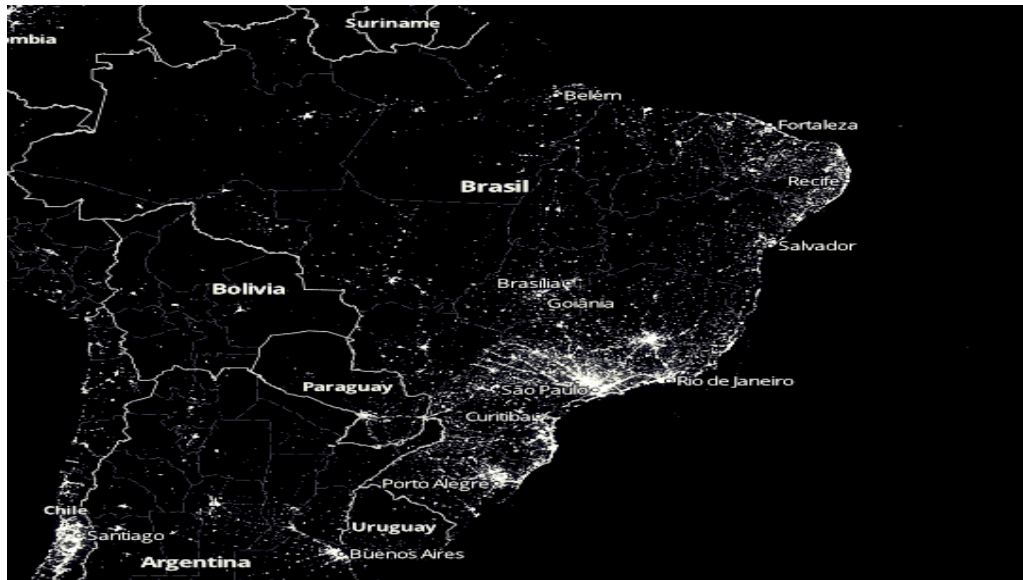 Suriname
ombia
Belém
Fortaleza
Brasil
Recife
Salvador
Brasília
Bolivia
Goiânia
Paraguay
São Paulo
Rio de Janeiro
Curitiba
Porto Alegre
Chile
Uruguay
Santiago
Buenos Aires
Argentina